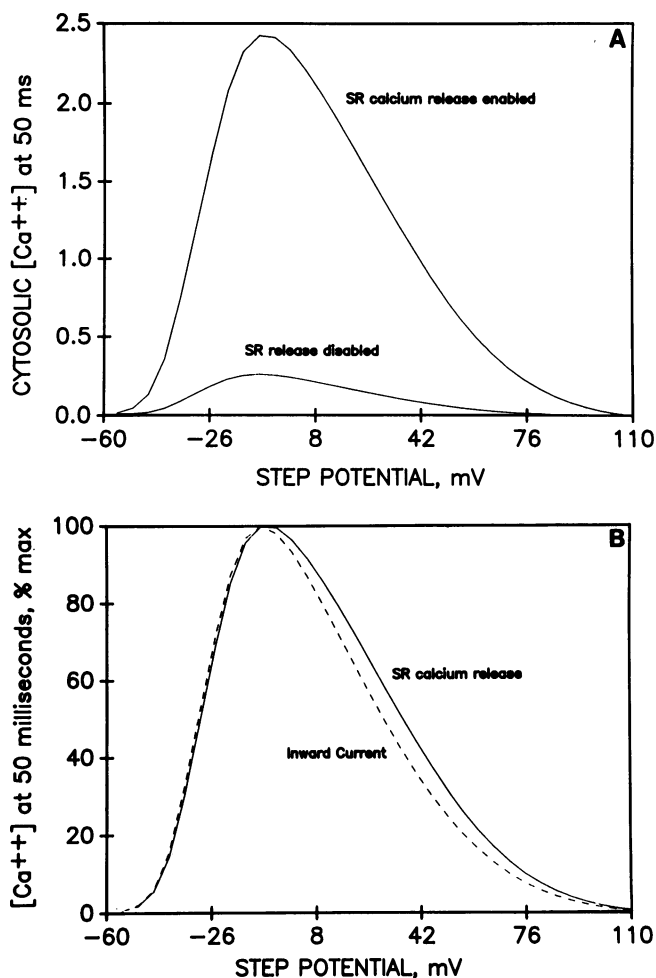 A
2.5
2.0
1.5
1.0
0.5
0.0
CYTOSOLIC [Ca++] at 50 ms
SR calcium release enabled
SR release disabled
-60 -26 8 42 76 110
STEP POTENTIAL, mV
B
100
80
60
40
20
0
[Ca++] at 50 milliseconds, % max
SR calcium release
Inward Current
-60 -26 8 42 76 110
STEP POTENTIAL, mV